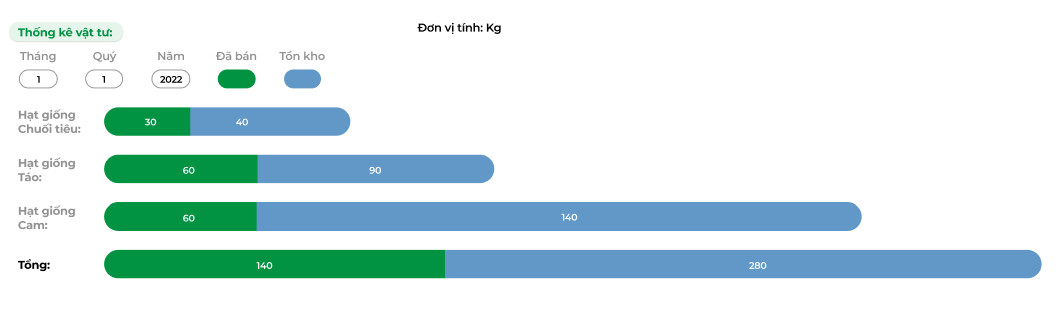 Đơn vị tính: Kg
Thống kê vật tư:
Tháng Quý Năm Đã bán Tồn kho
1 1 2022
Hạt giống
Chuối tiêu:
30 40
Hạt giống
Táo:
60 90
Hạt giống
Cam:
60 140
Tổng:
140 280